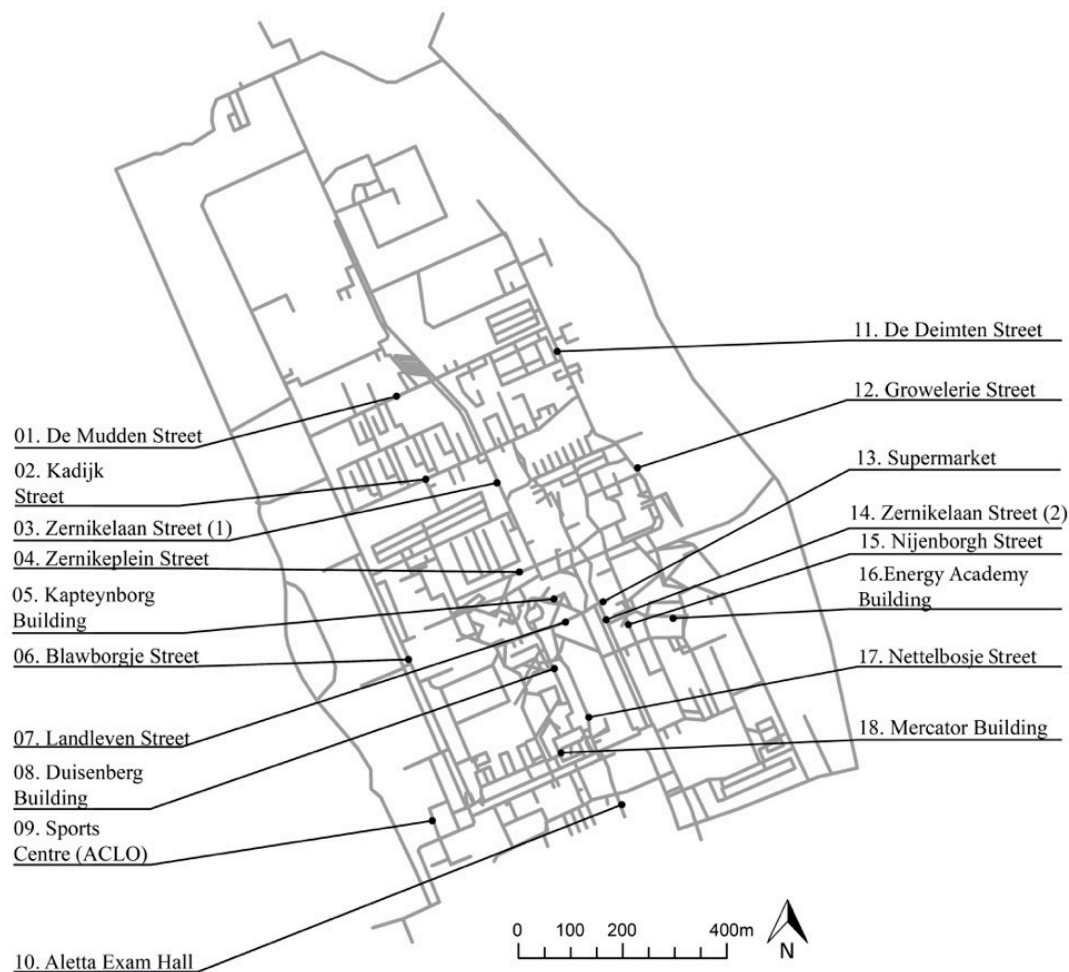 01. De Mudden Street
02. Kadijk
Street
03. Zernikelaan Street (1)
04. Zernikeplein Street
05. Kapteynborg
Building
06. Blawborgje Street
07. Landleven Street
08. Duisenberg
Building
09. Sports
Centre (ACLO)
10. Aletta Exam Hall
11. De Deimten Street
12. Growelerie Street
13. Supermarket
14. Zernikelaan Street (2)
15. Nijenborgh Street
16.Energy Academy
Building
17. Nettelbosje Street
18. Mercator Building
0 100 200 400m
N